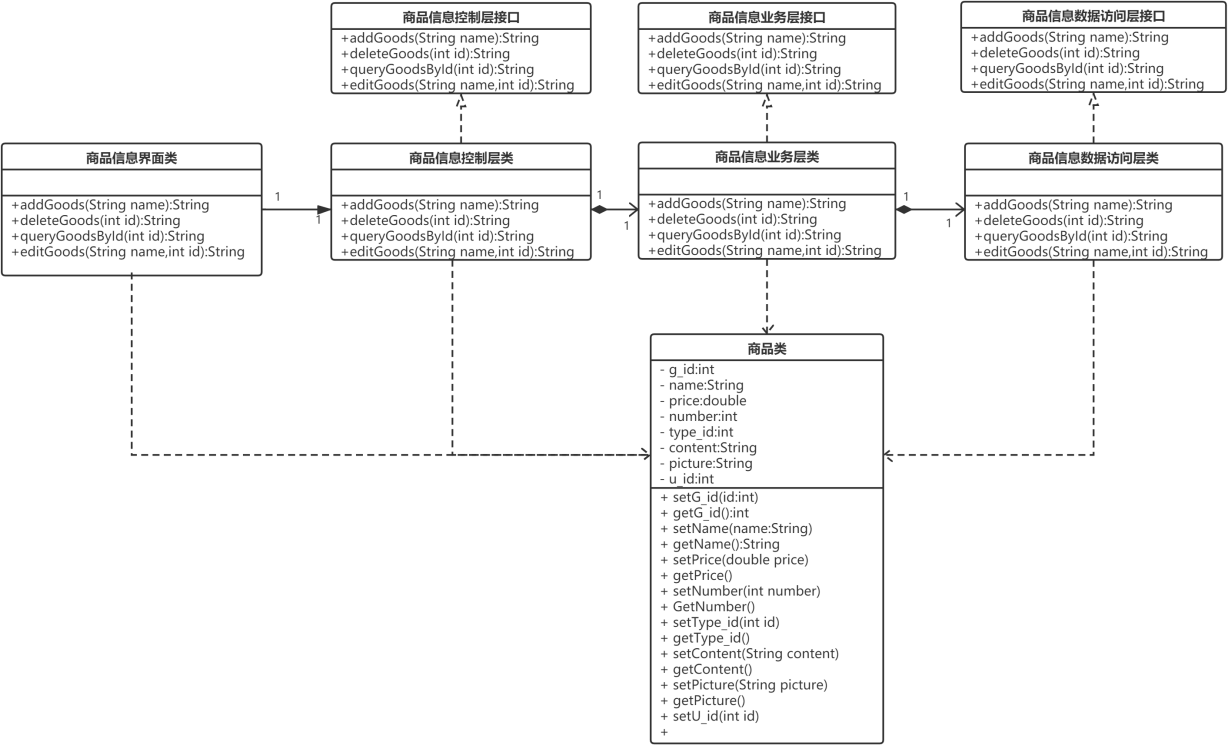 商品信息控制层接口
+addGoods(String name):String
+deleteGoods(int id):String
+queryGoodsById(int id):String
+editGoods(String name,int id):String
商品信息业务层接口
+addGoods(String name):String
+deleteGoods(int id):String
+queryGoodsById(int id):String
+editGoods(String name,int id):String
商品信息数据访问层接口
+addGoods(String name):String
+deleteGoods(int id):String
+queryGoodsById(int id):String
+editGoods(String name,int id):String
商品信息界面类
+addGoods(String name):String
+deleteGoods(int id):String
+queryGoodsById(int id):String
+editGoods(String name,int id):String
1
1
商品信息控制层类
+addGoods(String name):String
+deleteGoods(int id):String
+queryGoodsById(int id):String
+editGoods(String name,int id):String
1
1
商品信息业务层类
+addGoods(String name):String
+deleteGoods(int id):String
+queryGoodsById(int id):String
+editGoods(String name,int id):String
1
1
商品信息数据访问层类
+addGoods(String name):String
+deleteGoods(int id):String
+queryGoodsById(int id):String
+editGoods(String name,int id):String
商品类
- g_id:int
- name:String
- price:double
- number:int
- type_id:int
- content:String
- picture:String
- u_id:int
+ setG_id(id:int)
+ getG_id():int
+ setName(name:String)
+ getName():String
+ setPrice(double price)
+ getPrice()
+ setNumber(int number)
+ GetNumber()
+ setType_id(int id)
+ getType_id()
+ setContent(String content)
+ getContent()
+ setPicture(String picture)
+ getPicture()
+ setU_id(int id)
+